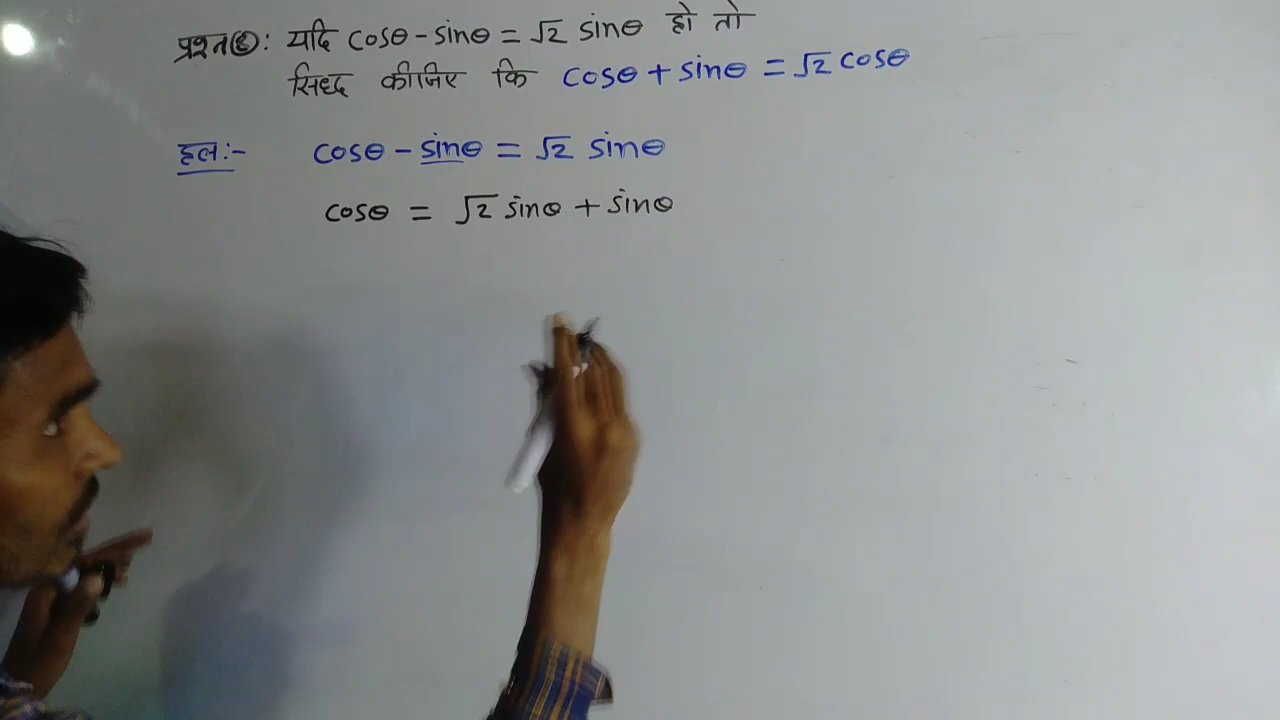 प्रश्न②: यदि cosθ - sinθ = √2 sinθ हो तो
सिद्ध कीजिए कि cosθ + sinθ = √2 cosθ
हल:- cosθ - sinθ = √2 sinθ
cosθ = √2 sinθ + sinθ